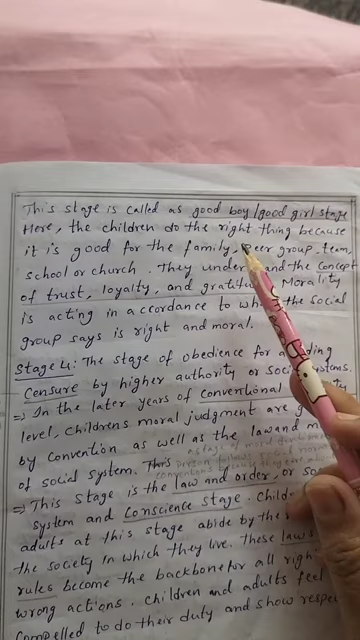 This stage is called as good boy/good girl stage
Here, the children do the right thing because
it is good for the family, peer group, team,
school or church. They under and the concept
of trust, loyalty, and gratitu Morality
is acting in accordance to wh the social
group says is right and moral.
Stage 4: The stage of obedience for a ding
Censure by higher authority or soci stems.
⇒ In the later years of conventional ty
level, Childrens moral judgment are g
by Convention as well as the law and m
of social system. This
⇒ This stage is the law and order, or so
system and Conscience stage. Childr
adults at this stage abide by the r
the society in which they live. These laws
rules become the backbone for all righ
wrong actions. Children and adults feel
Compelled to do their duty and show respec